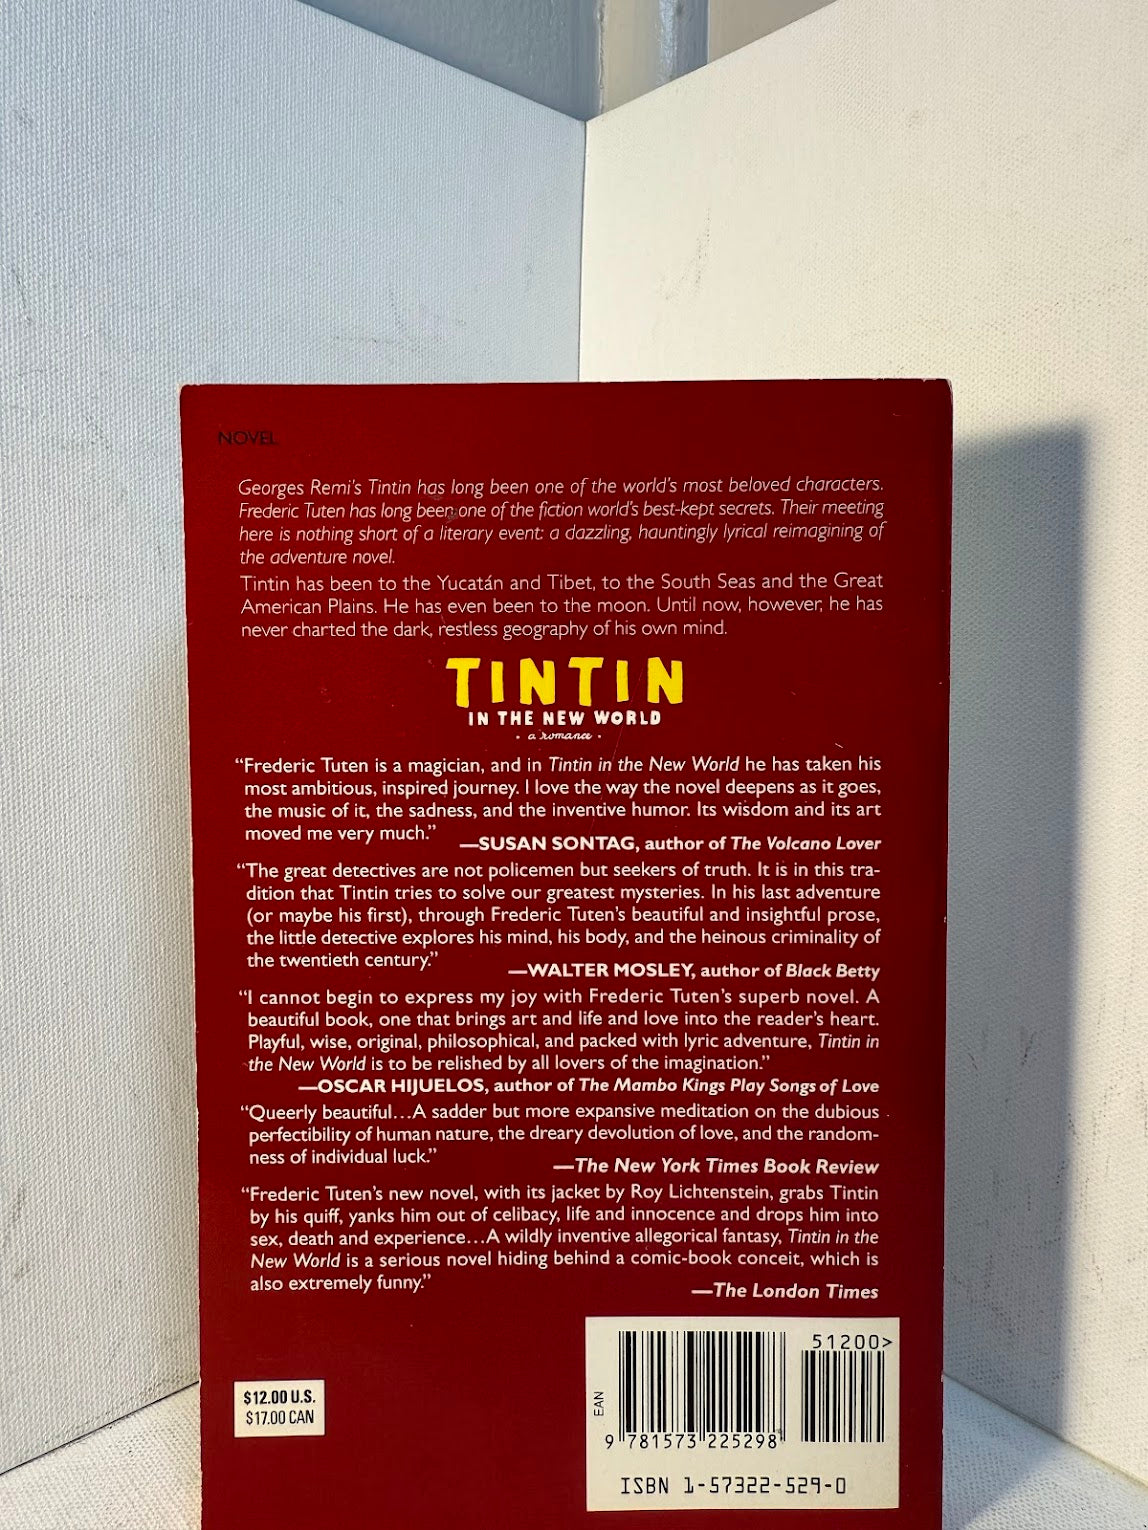 NOVEL
Georges Remi's Tintin has long been one of the world's most beloved characters.
Frederic Tuten has long been one of the fiction world's best-kept secrets. Their meeting
here is nothing short of a literary event: a dazzling, hauntingly lyrical reimagining of
the adventure novel.
Tintin has been to the Yucatán and Tibet, to the South Seas and the Great
American Plains. He has even been to the moon. Until now, however, he has
never charted the dark, restless geography of his own mind.
TINTIN
IN THE NEW WORLD
· a romance ·
“Frederic Tuten is a magician, and in Tintin in the New World he has taken his
most ambitious, inspired journey. I love the way the novel deepens as it goes,
the music of it, the sadness, and the inventive humor. Its wisdom and its art
moved me very much.”
—SUSAN SONTAG, author of The Volcano Lover
“The great detectives are not policemen but seekers of truth. It is in this tra-
dition that Tintin tries to solve our greatest mysteries. In his last adventure
(or maybe his first), through Frederic Tuten's beautiful and insightful prose,
the little detective explores his mind, his body, and the heinous criminality of
the twentieth century.”
—WALTER MOSLEY, author of Black Betty
“I cannot begin to express my joy with Frederic Tuten's superb novel. A
beautiful book, one that brings art and life and love into the reader's heart.
Playful, wise, original, philosophical, and packed with lyric adventure, Tintin in
the New World is to be relished by all lovers of the imagination.”
—OSCAR HIJUELOS, author of The Mambo Kings Play Songs of Love
“Queerly beautiful...A sadder but more expansive meditation on the dubious
perfectibility of human nature, the dreary devolution of love, and the random-
ness of individual luck.”
—The New York Times Book Review
“Frederic Tuten's new novel, with its jacket by Roy Lichtenstein, grabs Tintin
by his quiff, yanks him out of celibacy, life and innocence and drops him into
sex, death and experience...A wildly inventive allegorical fantasy, Tintin in the
New World is a serious novel hiding behind a comic-book conceit, which is
also extremely funny.”
—The London Times
$12.00 U.S.
$17.00 CAN
EAN
51200>
9 781573 225298
ISBN 1-57322-529-0